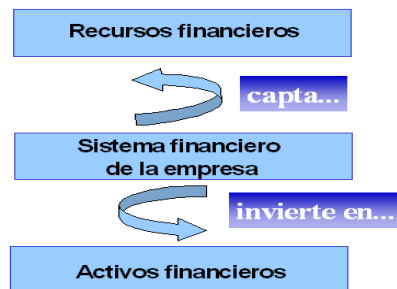 Recursos financieros
capta...
Sistema financiero
de la empresa
invierte en...
Activos financieros